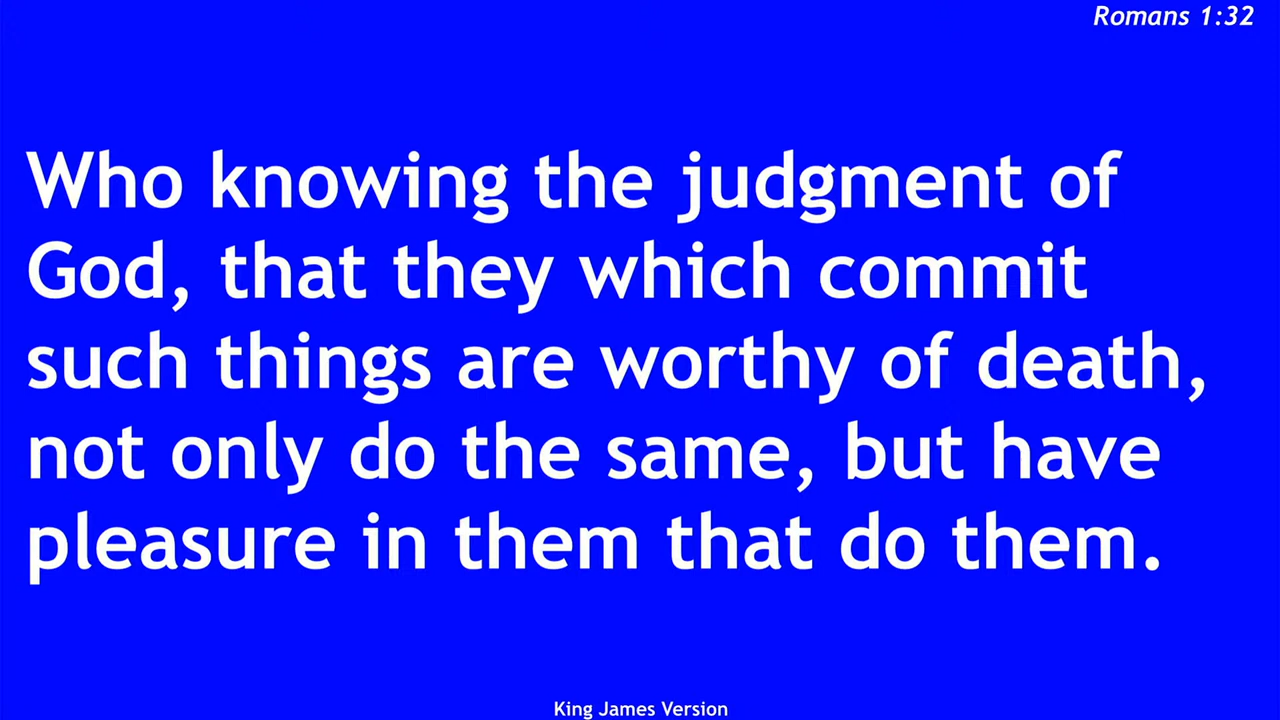 Romans 1:32
Who knowing the judgment of
God, that they which commit
such things are worthy of death,
not only do the same, but have
pleasure in them that do them.
King James Version